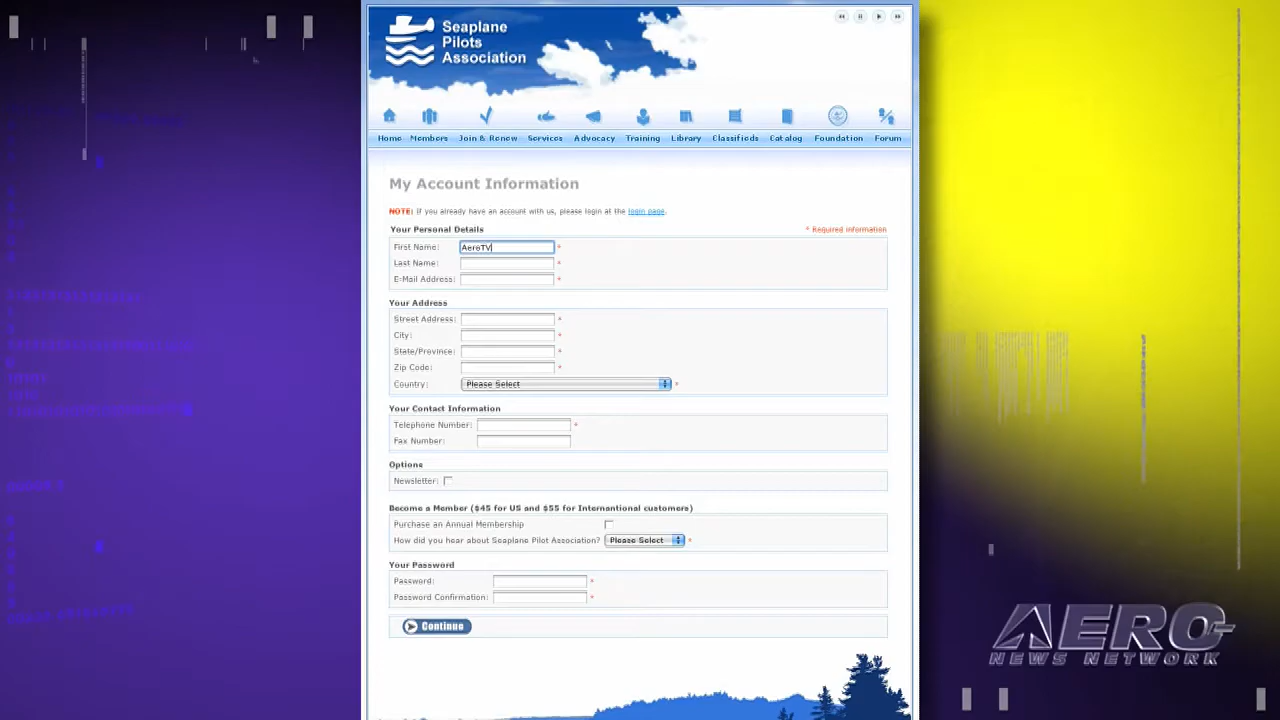 Seaplane
Pilots
Association
Home Members Join & Renew Services Advocacy Training Library Classifieds Catalog Foundation Forum
My Account Information
NOTE: If you already have an account with us, please login at the login page.
Your Personal Details * Required information
First Name: AeroTV *
Last Name: *
E-Mail Address: *
Your Address
Street Address: *
City: *
State/Province: *
Zip Code: *
Country: Please Select *
Your Contact Information
Telephone Number: *
Fax Number:
Options
Newsletter:
Become a Member ($45 for US and $55 for Internantional customers)
Purchase an Annual Membership
How did you hear about Seaplane Pilot Association? Please Select *
Your Password
Password: *
Password Confirmation: *
Continue
AERO
NEWS NETWORK